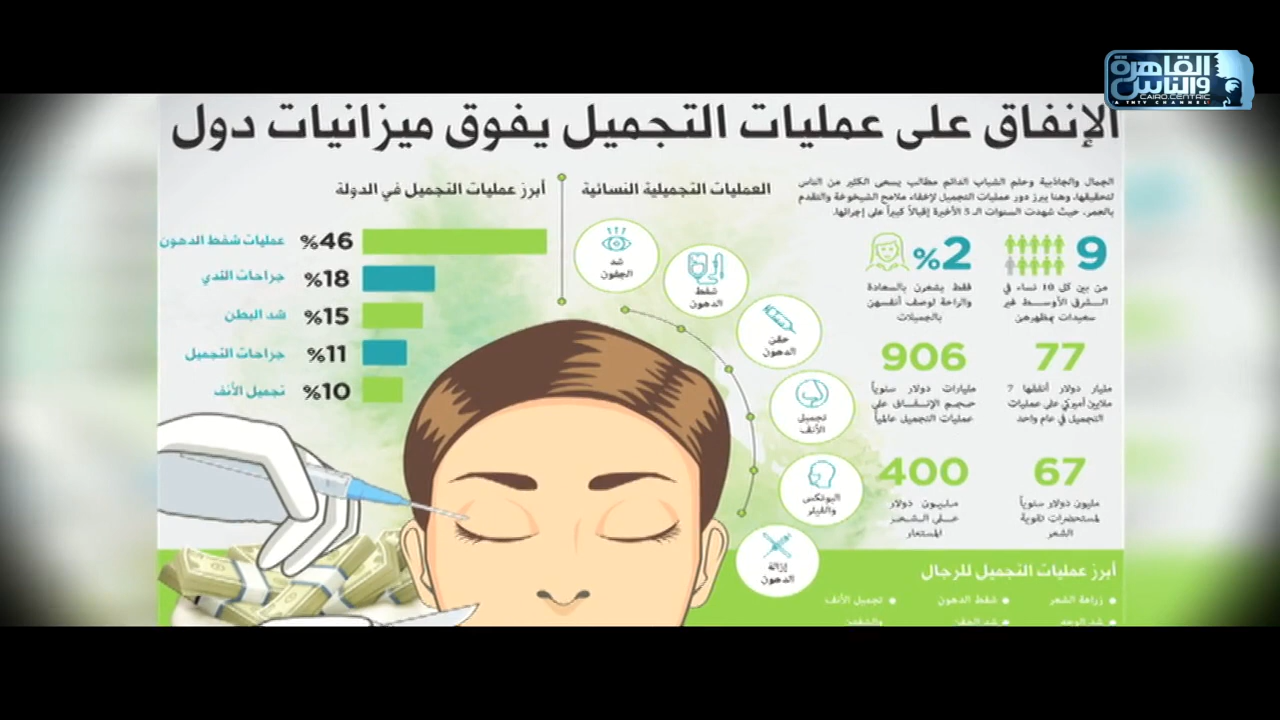 القاهرة
والناس
CAIRO.CENTRIC
A TNTV CHANNEL
الإنفاق على عمليات التجميل يفوق ميزانيات دول
الجمال والجاذبية وحلم الشباب الدائم مطالب يسعى الكثير من الناس
لتحقيقها، وهنا يبرز دور عمليات التجميل لإخفاء ملامح الشيخوخة والتقدم
بالعمر، حيث شهدت السنوات الـ 5 الأخيرة إقبالاً كبيراً على إجرائها.
9
من بين كل 10 نساء في
الشرق الأوسط غير
سعيدات بمظهرهن
%2
فقط يشعرن بالسعادة
والراحة لوصف أنفسهن
بالجميلات
77
مليار دولار أنفقها 7
ملايين أميركي على عمليات
التجميل في عام واحد
906
مليارات دولار سنوياً
حجم الإنفاق على
عمليات التجميل عالمياً
67
مليون دولار سنوياً
لمستحضرات تقوية
الشعر
400
مليون دولار
على الشعر
المستعار
العمليات التجميلية النسائية
شد
الجفون
شفط
الدهون
حقن
الدهون
تجميل
الأنف
البوتكس
والفيلر
إزالة
الدهون
أبرز عمليات التجميل في الدولة
%46 عمليات شفط الدهون
%18 جراحات الثدي
%15 شد البطن
%11 جراحات التجميل
%10 تجميل الأنف
أبرز عمليات التجميل للرجال
• زراعة الشعر • شفط الدهون • تجميل الأنف
• شد الوجه • شد الجفن